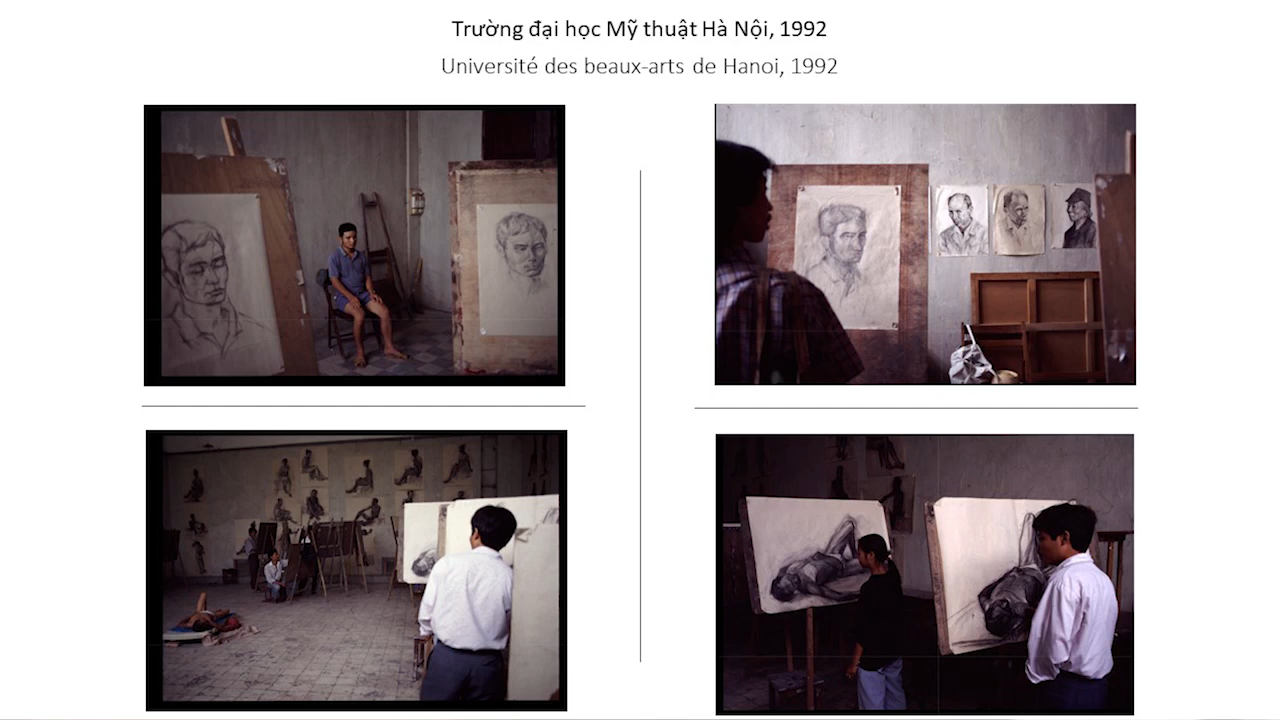 Trường đại học Mỹ thuật Hà Nội, 1992
Université des beaux-arts de Hanoi, 1992